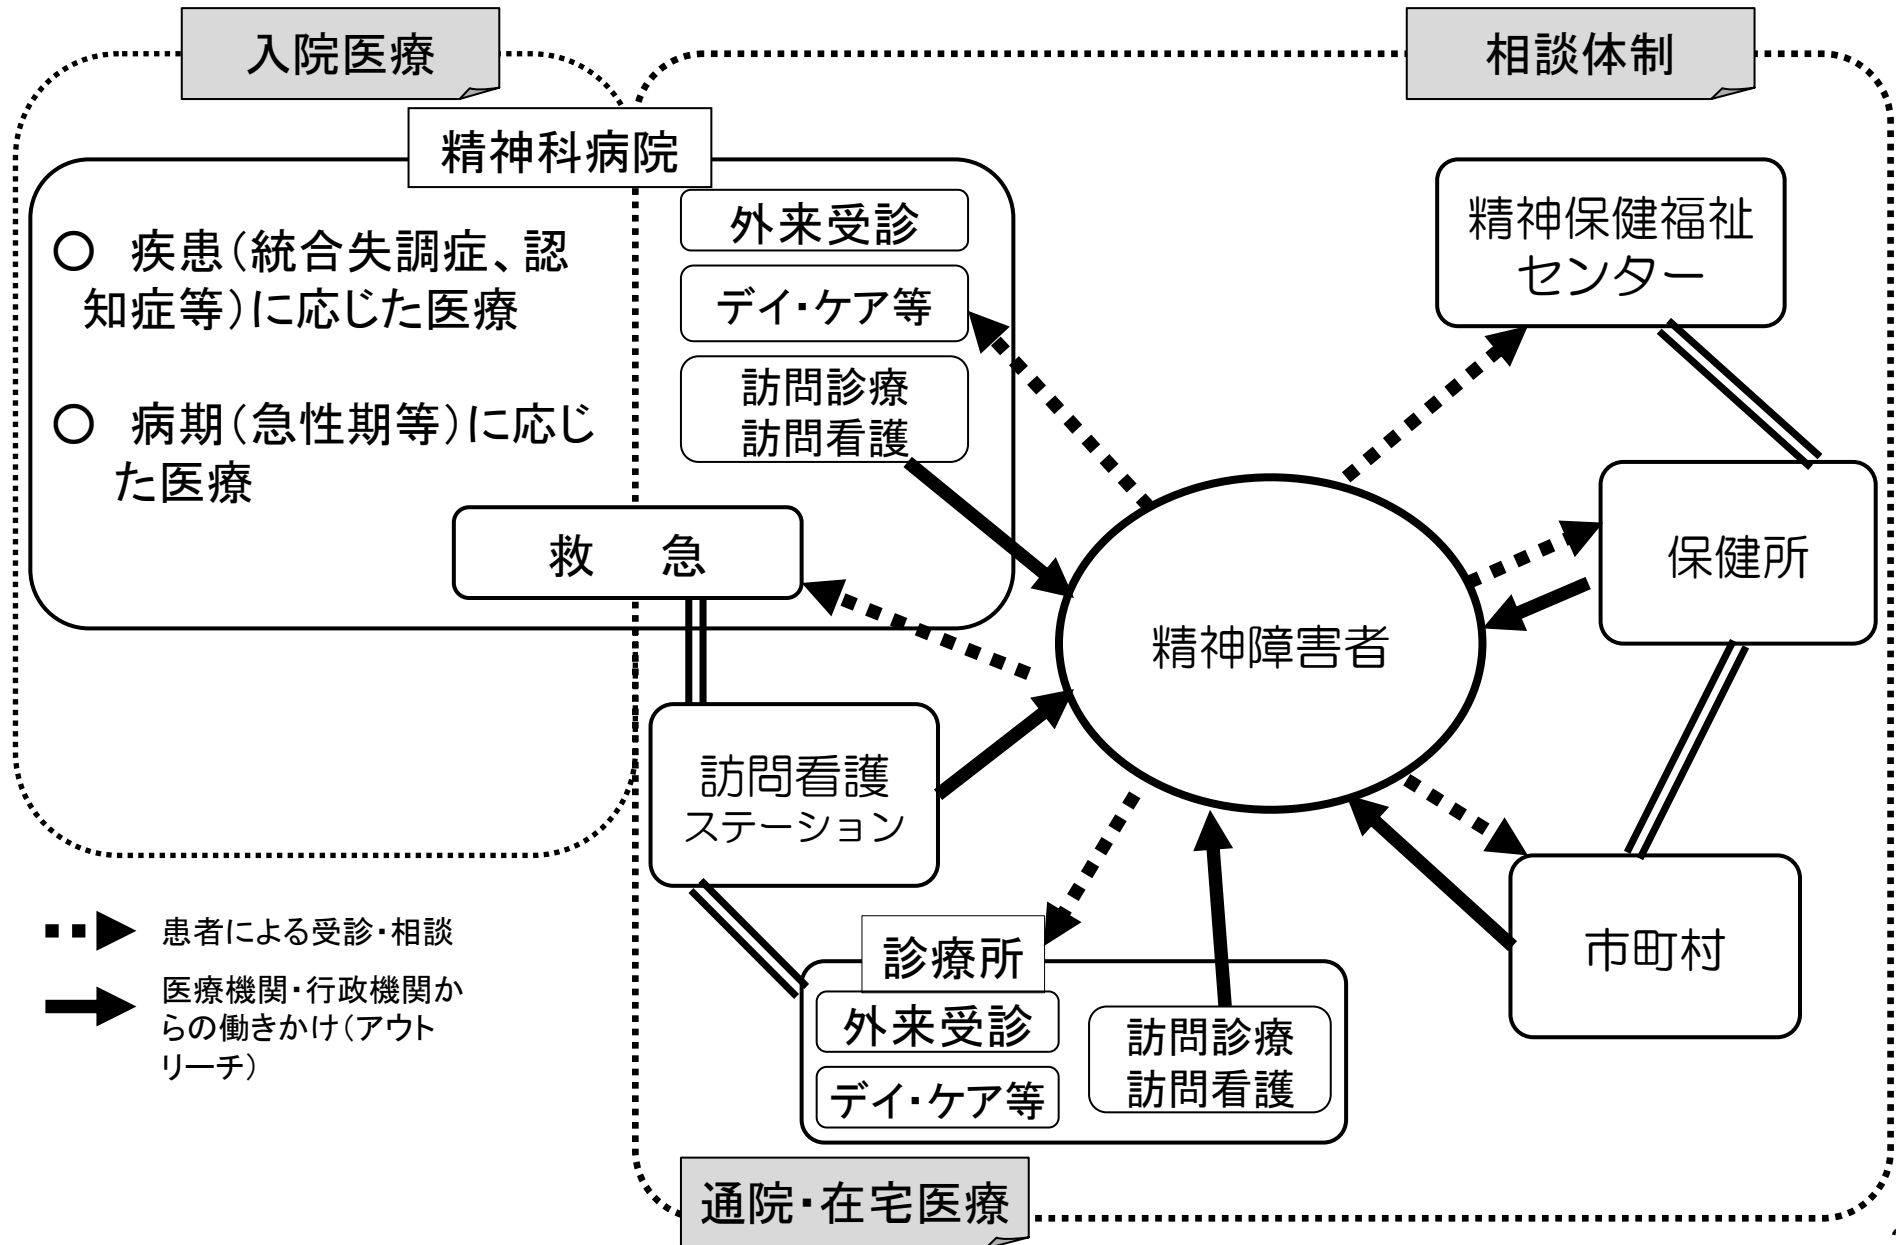 入院医療
相談体制
精神科病院
○　疾患（統合失調症、認
知症等）に応じた医療
○　病期（急性期等）に応じ
た医療
外来受診
デイ・ケア等
訪問診療
訪問看護
救　急
精神保健福祉
センター
保健所
精神障害者
訪問看護
ステーション
市町村
診療所
外来受診
デイ・ケア等
訪問診療
訪問看護
患者による受診・相談
医療機関・行政機関か
らの働きかけ（アウト
リーチ）
通院・在宅医療